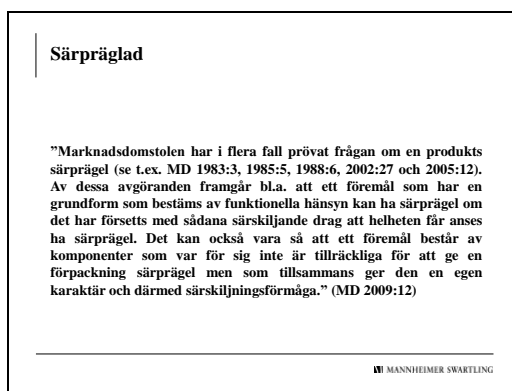 Särpräglad
”Marknadsdomstolen har i flera fall prövat frågan om en produkts
särprägel (se t.ex. MD 1983:3, 1985:5, 1988:6, 2002:27 och 2005:12).
Av dessa avgöranden framgår bl.a. att ett föremål som har en
grundform som bestäms av funktionella hänsyn kan ha särprägel om
det har försetts med sådana särskiljande drag att helheten får anses
ha särprägel. Det kan också vara så att ett föremål består av
komponenter som var för sig inte är tillräckliga för att ge en
förpackning särprägel men som tillsammans ger den en egen
karaktär och därmed särskiljningsförmåga.” (MD 2009:12)
MANNHEIMER SWARTLING